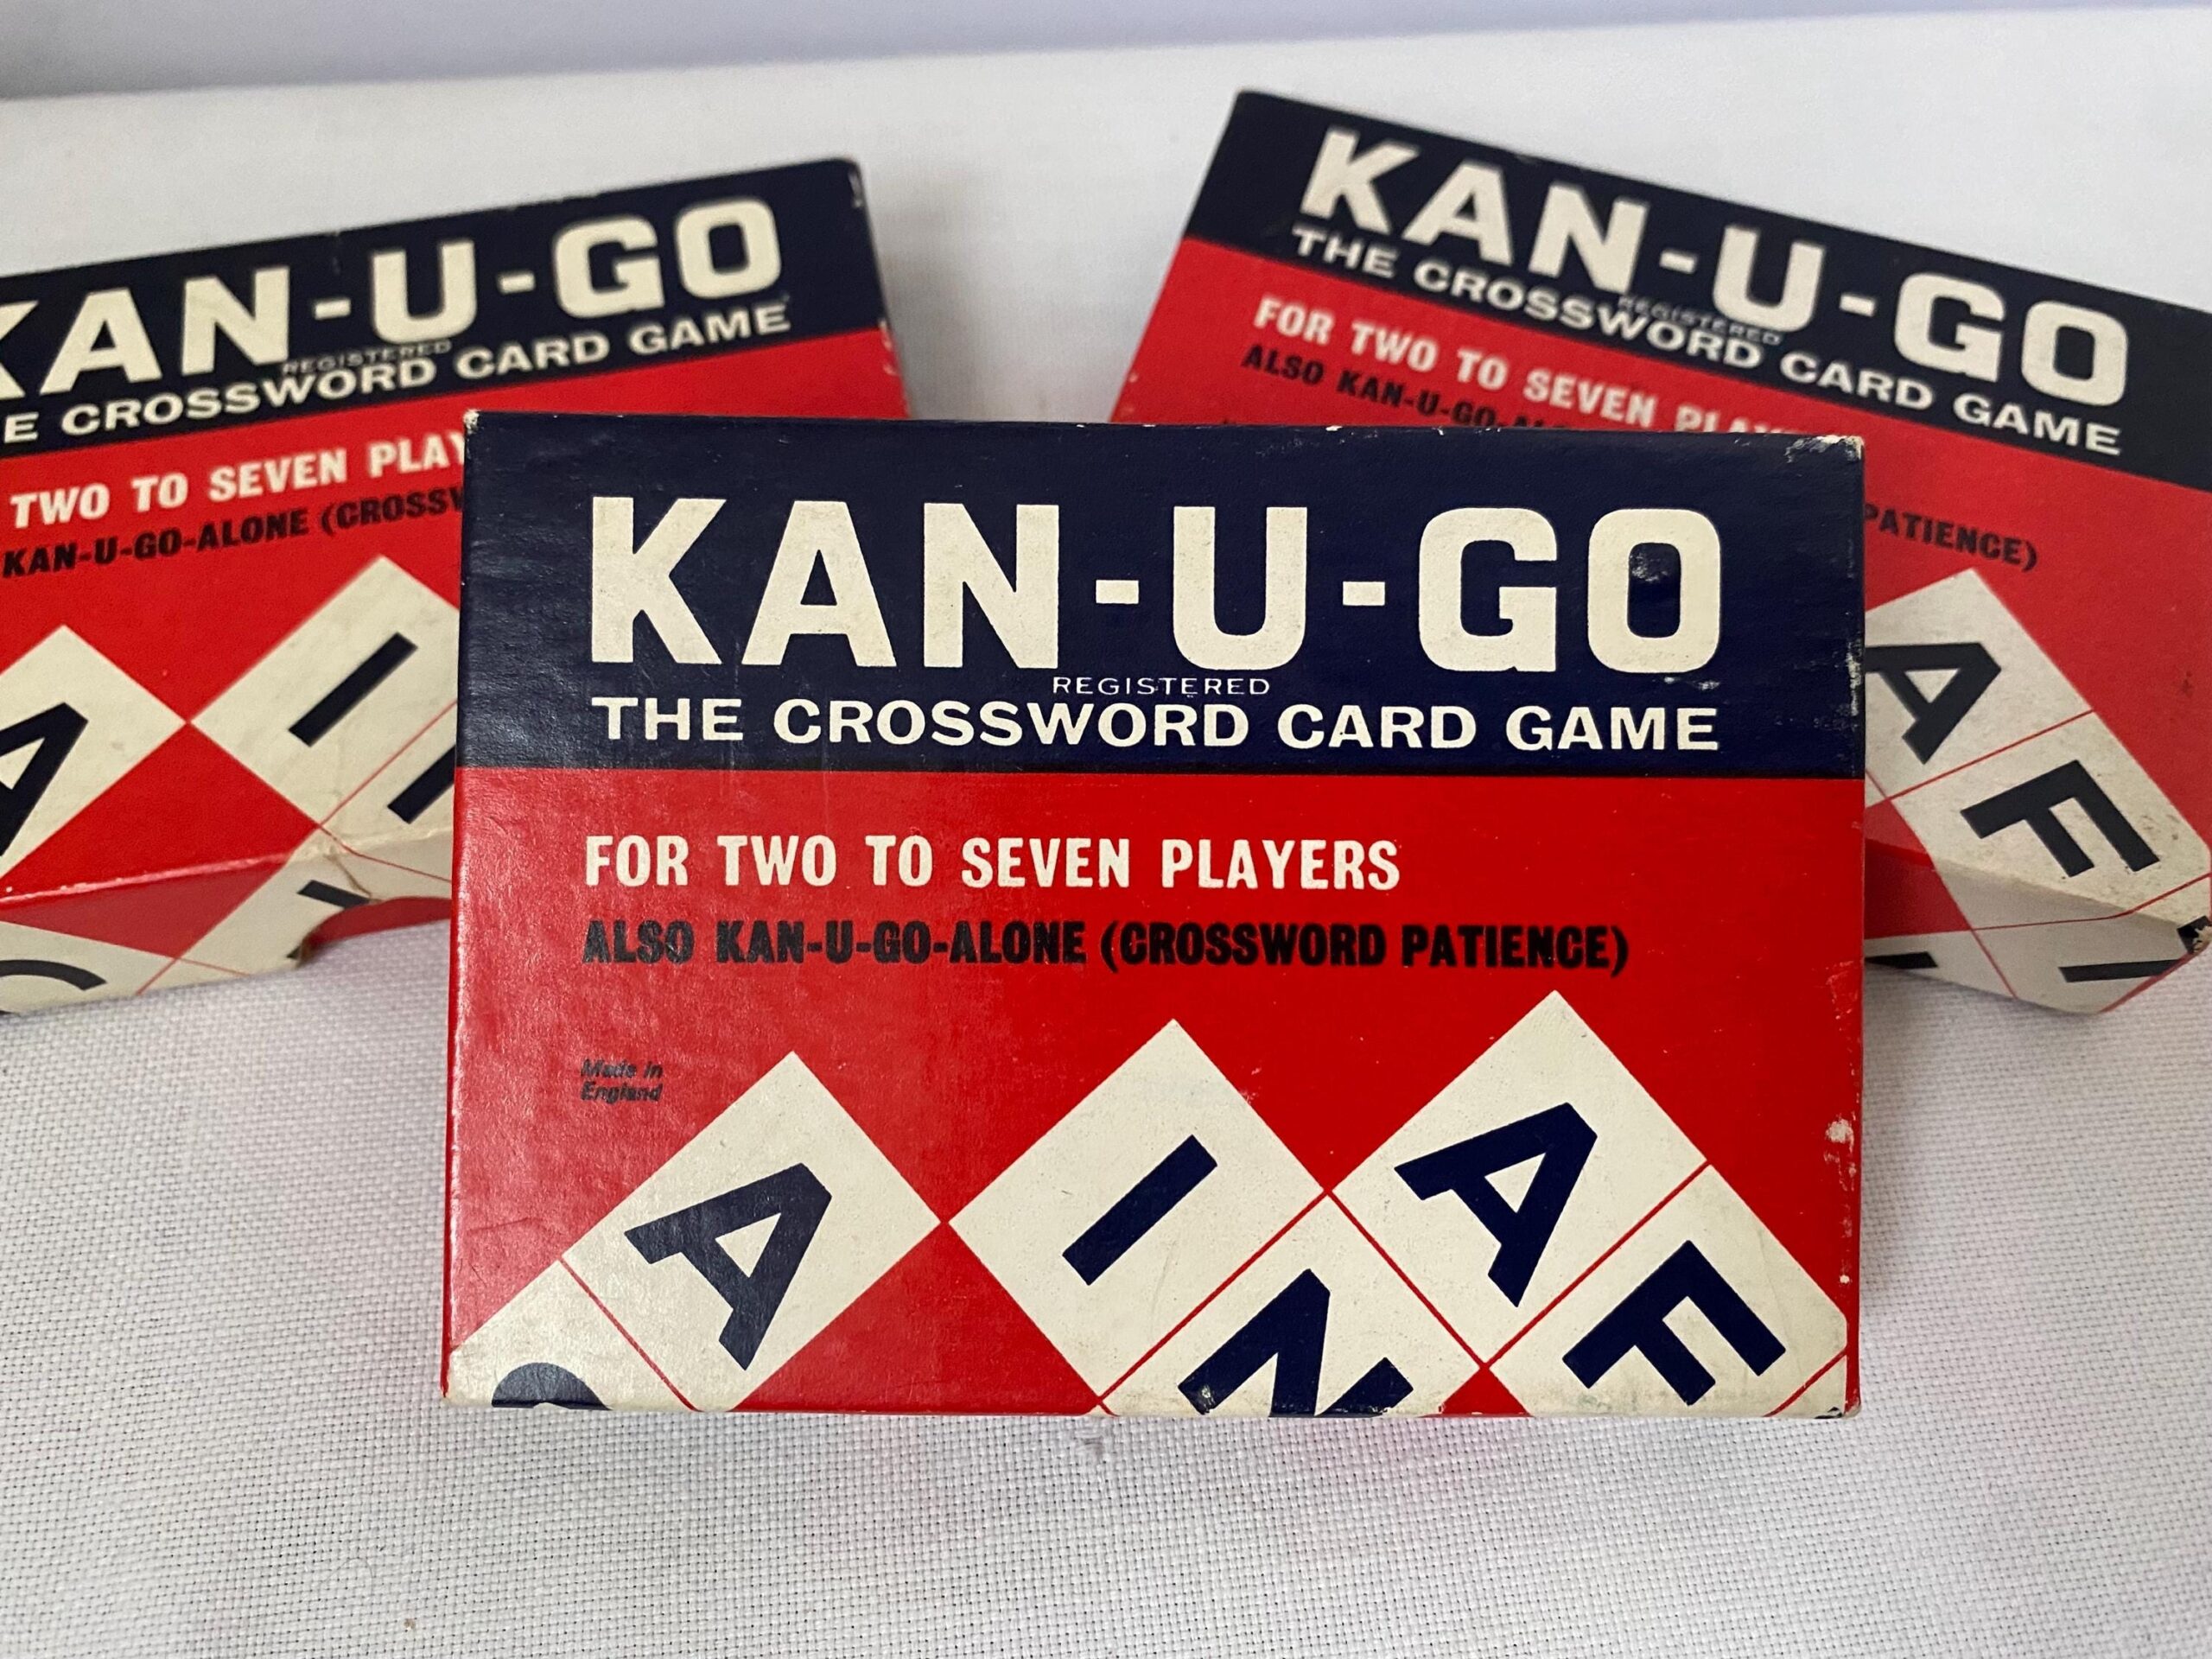 KAN-U-GO
REGISTERED
THE CROSSWORD CARD GAME
FOR TWO TO SEVEN PLAYERS
ALSO KAN-U-GO-ALONE (CROSSWORD PATIENCE)
Made in
England
A
I
N
A
F
KAN-U-GO
REGISTERED
CROSSWORD CARD GAME
TWO TO SEVEN
KAN-U-GO-ALONE
A
I
KAN-U-GO
REGISTERED
THE CROSSWORD CARD GAME
FOR TWO TO SEVEN
ALSO KAN-U-GO
PATIENCE)
A
F